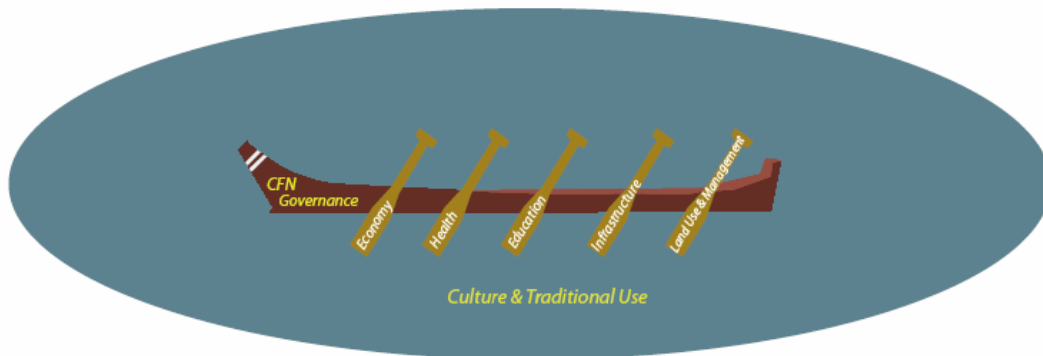 CFN
Governance
Economy
Health
Education
Infrastructure
Land Use & Management
Culture & Traditional Use